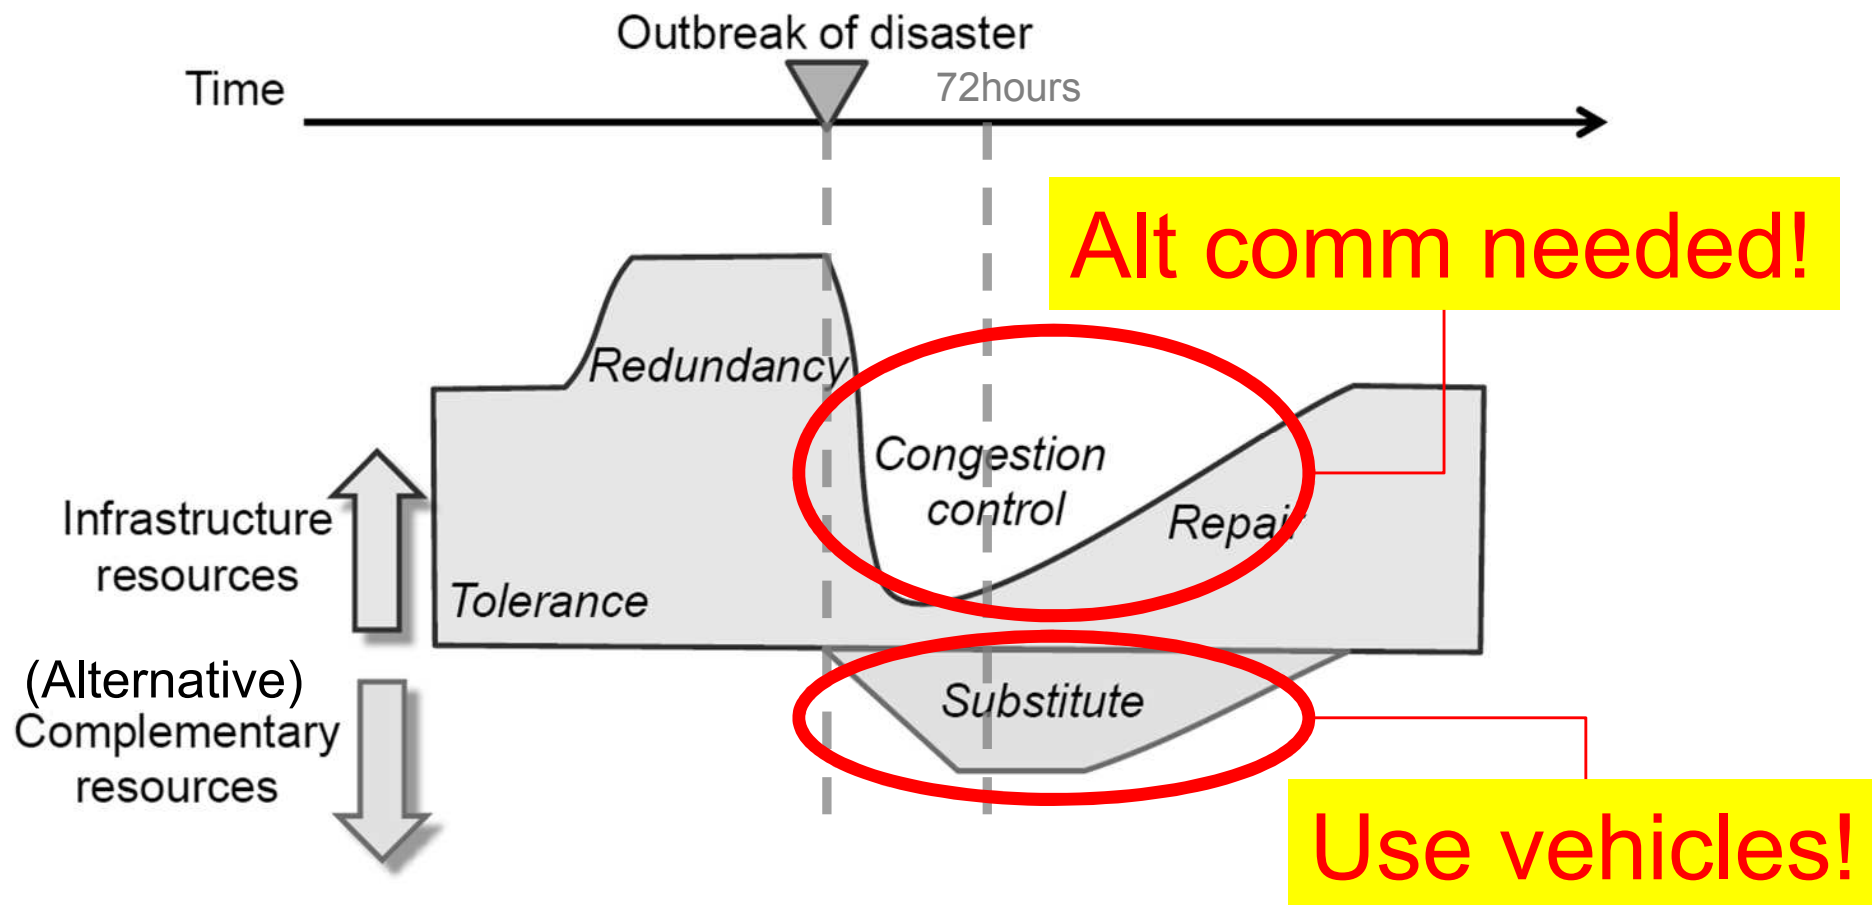 Outbreak of disaster
Time
72hours
Alt comm needed!
Redundancy
Congestion
control
Repair
Infrastructure
resources
Tolerance
(Alternative)
Complementary
resources
Substitute
Use vehicles!